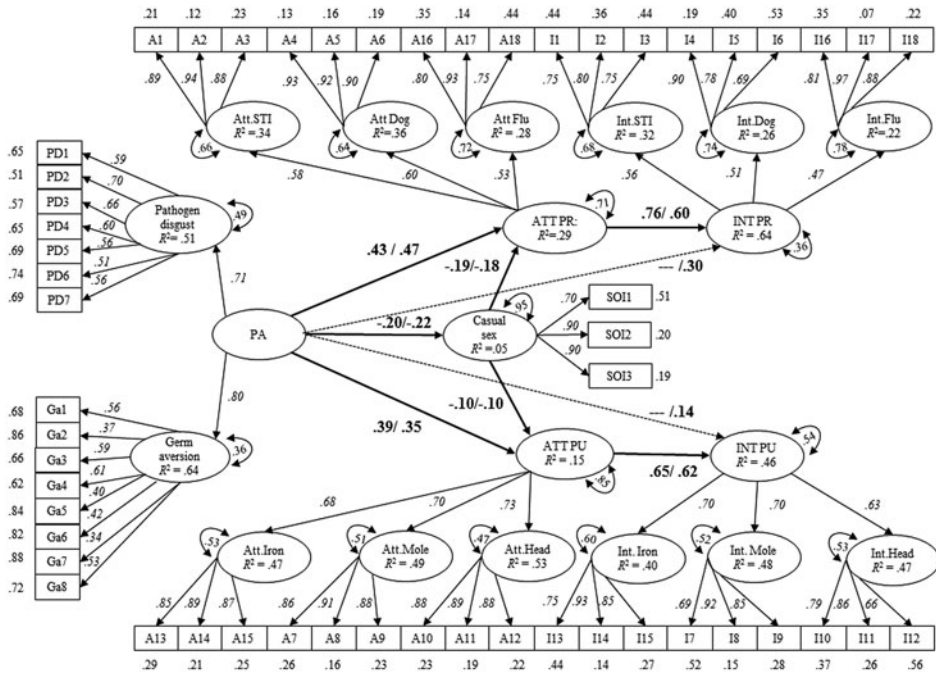 .21 .12 .23 .13 .16 .19 .35 .14 .44 .44 .36 .44 .19 .40 .53 .35 .07 .22
A1 A2 A3 A4 A5 A6 A16 A17 A18 I1 I2 I3 I4 I5 I6 I16 I17 I18
.89 .94 .88 .93 .92 .90 .80 .93 .75 .75 .80 .75 .90 .78 .69 .81 .97 .88
Att.STI Att.Dog Att.Flu Int.STI Int.Dog Int.Flu
R² =.34 R² =.36 R² = .28 R² = .32 R² =.26 R² =.22
.66 .64 .72 .68 .74 .78
.58 .60 .53 .56 .51 .47
.65 PD1 .59
.51 PD2 .70
.57 PD3 .66
.65 PD4 .60
.69 PD5 .56
.74 PD6 .51
.69 PD7 .56
Pathogen
disgust
R²= .51
.49
.71
ATT PR:
R²=.29
.71
.76/ .60
INT PR
R² = .64
.36
.43 / .47
-.19/-.18
--- /.30
PA
-.20/-.22
Casual
sex
R² =.05
.95
.70 SOI1 .51
.90 SOI2 .20
.90 SOI3 .19
-.10/-.10
--- /.14
.39/ .35
.80
.68 Ga1 .56
.86 Ga2 .37
.66 Ga3 .59
.62 Ga4 .61
.84 Ga5 .40
.82 Ga6 .42
.88 Ga7 .34
.72 Ga8 .53
Germ
aversion
R² = .64
.36
ATT PU
R² = .15
.85
.65/ .62
INT PU
R² = .46
.54
.68 .70 .73 .70 .70 .63
.53 .51 .47 .60 .52 .53
Att.Iron Att.Mole Att.Head Int. Iron Int. Mole Int.Head
R² = .47 R² = .49 R² = .53 R² = .40 R² = .48 R² = .47
.85 .89 .87 .86 .91 .88 .88 .89 .88 .75 .93 .85 .69 .92 .85 .79 .86 .66
A13 A14 A15 A7 A8 A9 A10 A11 A12 I13 I14 I15 I7 I8 I9 I10 I11 I12
.29 .21 .25 .26 .16 .23 .23 .19 .22 .44 .14 .27 .52 .15 .28 .37 .26 .56